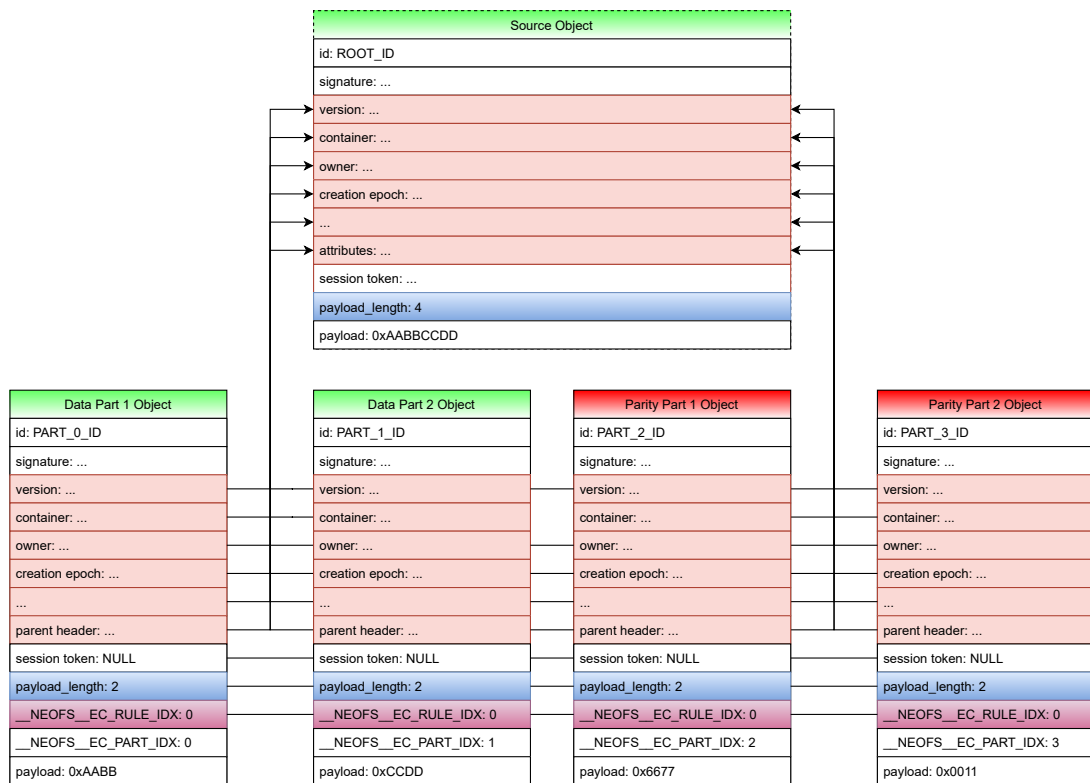 Source Object
id: ROOT_ID
signature: ...
version: ...
container: ...
owner: ...
creation epoch: ...
...
attributes: ...
session token: ...
payload_length: 4
payload: 0xAABBCCDD
Data Part 1 Object
id: PART_0_ID
signature: ...
version: ...
container: ...
owner: ...
creation epoch: ...
...
parent header: ...
session token: NULL
payload_length: 2
__NEOFS__EC_RULE_IDX: 0
__NEOFS__EC_PART_IDX: 0
payload: 0xAABB
Data Part 2 Object
id: PART_1_ID
signature: ...
version: ...
container: ...
owner: ...
creation epoch: ...
...
parent header: ...
session token: NULL
payload_length: 2
__NEOFS__EC_RULE_IDX: 0
__NEOFS__EC_PART_IDX: 1
payload: 0xCCDD
Parity Part 1 Object
id: PART_2_ID
signature: ...
version: ...
container: ...
owner: ...
creation epoch: ...
...
parent header: ...
session token: NULL
payload_length: 2
__NEOFS__EC_RULE_IDX: 0
__NEOFS__EC_PART_IDX: 2
payload: 0x6677
Parity Part 2 Object
id: PART_3_ID
signature: ...
version: ...
container: ...
owner: ...
creation epoch: ...
...
parent header: ...
session token: NULL
payload_length: 2
__NEOFS__EC_RULE_IDX: 0
__NEOFS__EC_PART_IDX: 3
payload: 0x0011